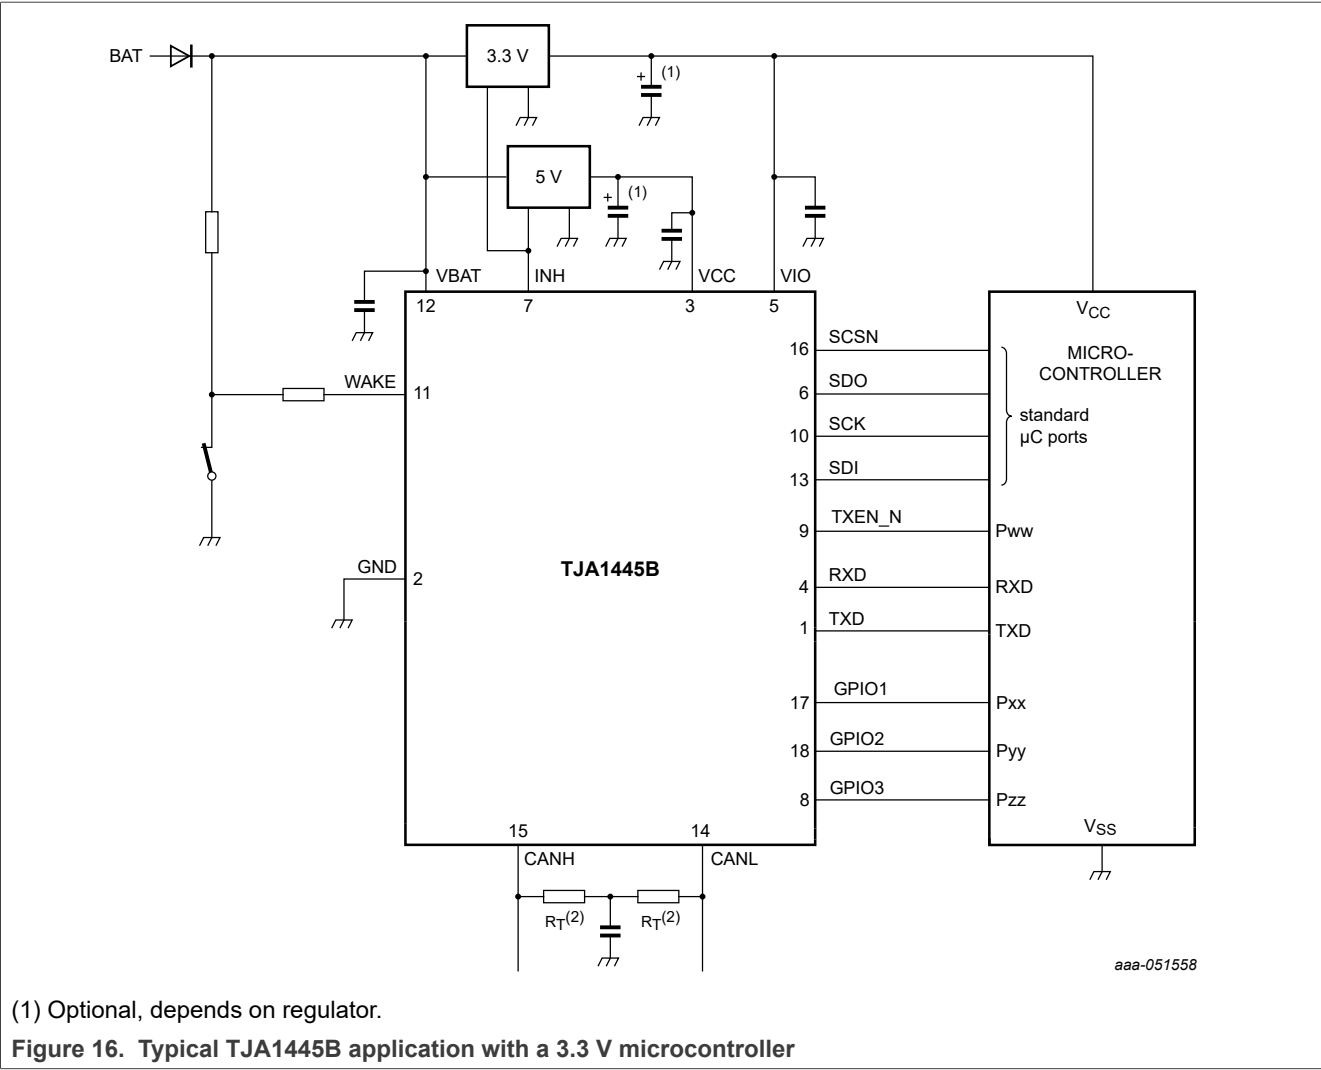 BAT
3.3 V
+ (1)
5 V
+ (1)
VBAT
INH
VCC
VIO
12
7
3
5
VCC
MICRO-
CONTROLLER
standard
µC ports
16 SCSN
6 SDO
10 SCK
13 SDI
9 TXEN_N Pww
4 RXD RXD
1 TXD TXD
17 GPIO1 Pxx
18 GPIO2 Pyy
8 GPIO3 Pzz
VSS
WAKE
11
GND
2
TJA1445B
15
14
CANH
CANL
RT(2)
RT(2)
aaa-051558
(1) Optional, depends on regulator.
Figure 16. Typical TJA1445B application with a 3.3 V microcontroller